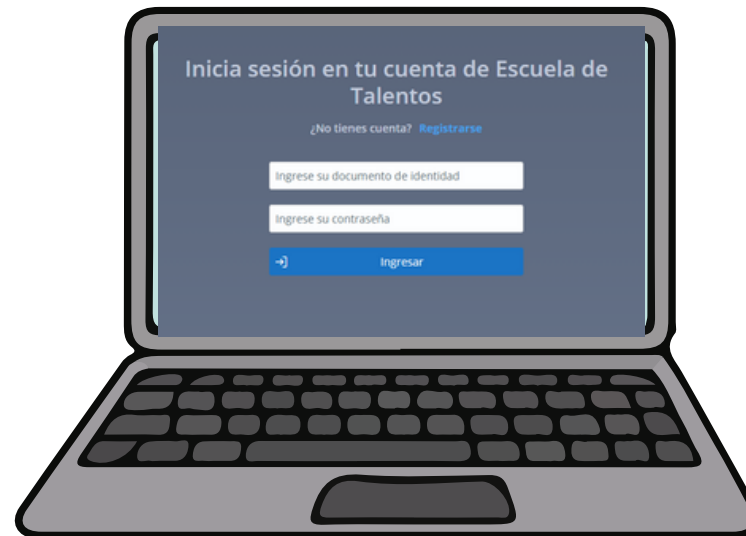 Inicia sesión en tu cuenta de Escuela de
Talentos
¿No tienes cuenta? Registrarse
Ingrese su documento de identidad
Ingrese su contraseña
Ingresar